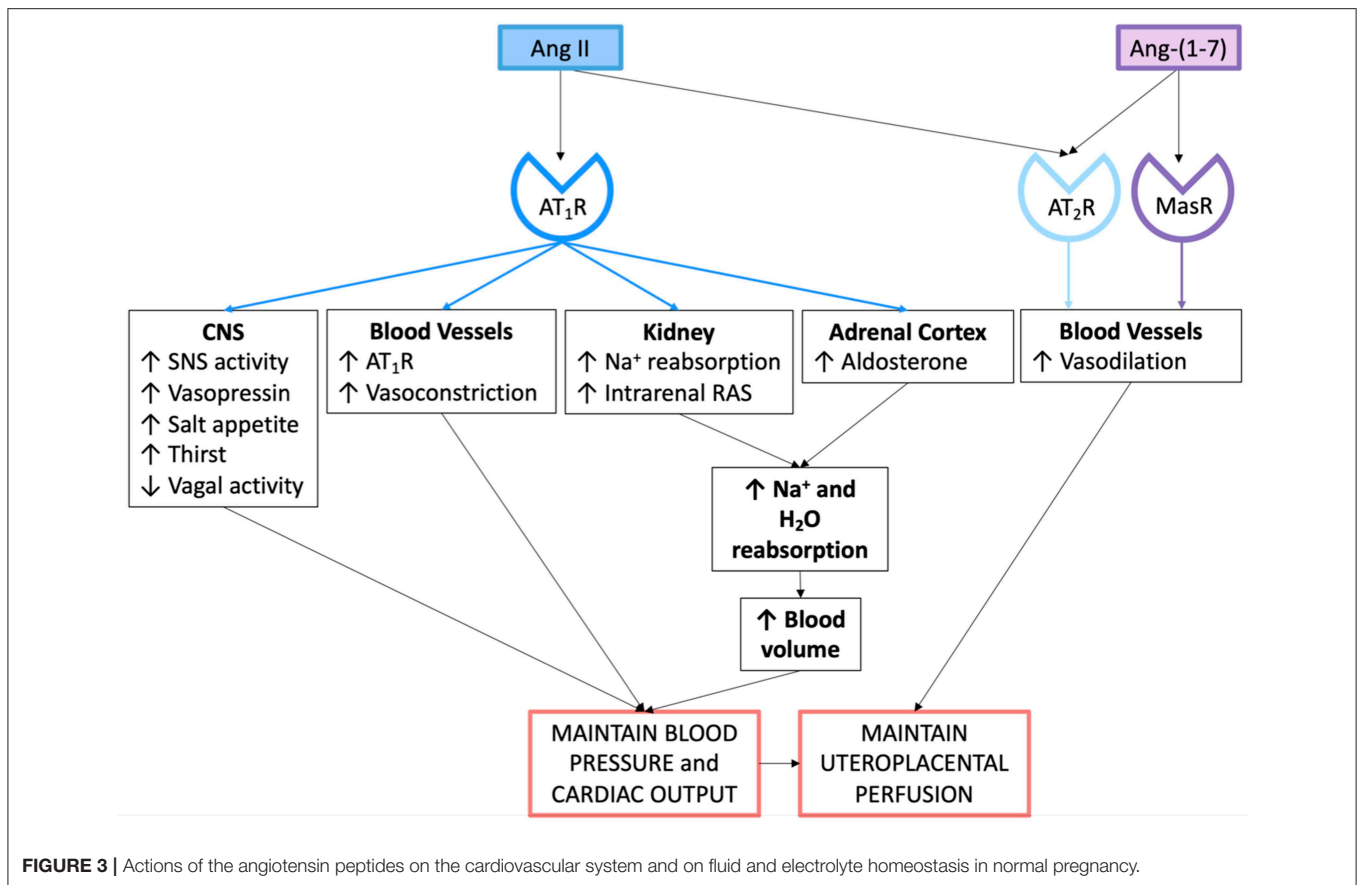 Ang II
Ang-(1-7)
AT₁R
AT₂R
MasR
CNS
↑ SNS activity
↑ Vasopressin
↑ Salt appetite
↑ Thirst
↓ Vagal activity
Blood Vessels
↑ AT₁R
↑ Vasoconstriction
Kidney
↑ Na⁺ reabsorption
↑ Intrarenal RAS
Adrenal Cortex
↑ Aldosterone
Blood Vessels
↑ Vasodilation
↑ Na⁺ and
H₂O
reabsorption
↑ Blood
volume
MAINTAIN BLOOD
PRESSURE and
CARDIAC OUTPUT
MAINTAIN
UTEROPLACENTAL
PERFUSION
FIGURE 3 | Actions of the angiotensin peptides on the cardiovascular system and on fluid and electrolyte homeostasis in normal pregnancy.